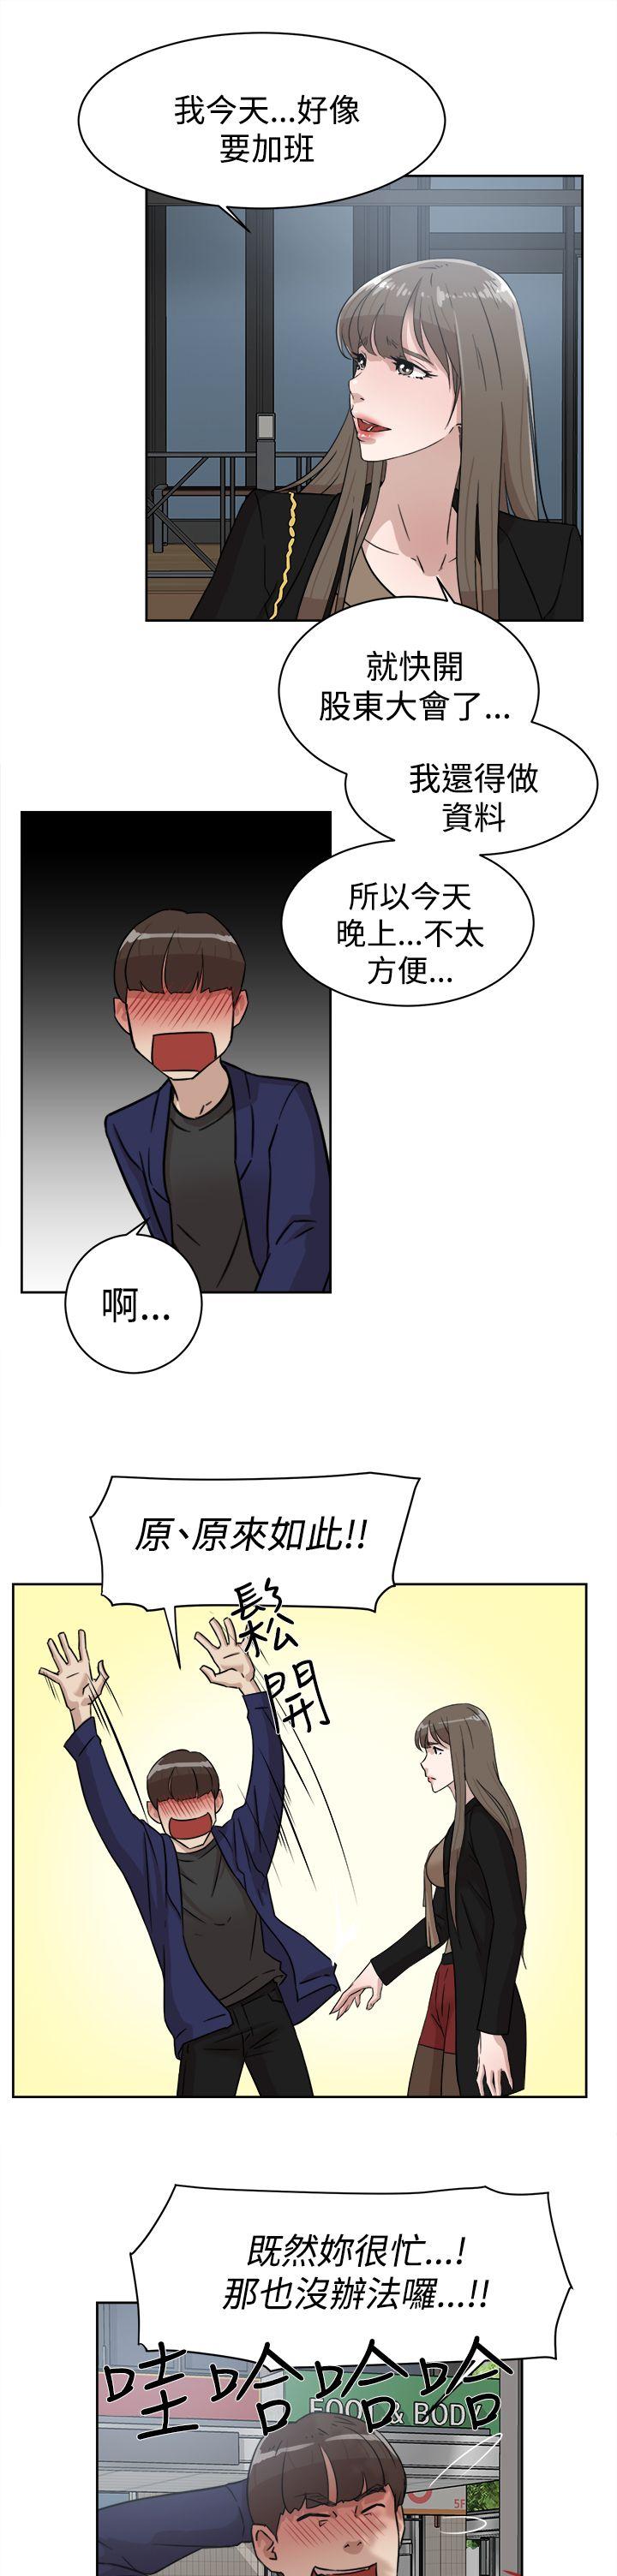 我今天...好像
要加班
就快開
股東大會了...
我還得做
資料
所以今天
晚上...不太
方便...
啊...
原、原來如此!!
鬆開
既然妳很忙...!
那也沒辦法囉...!!
哇哈哈哈
FOOD & BODY
5F